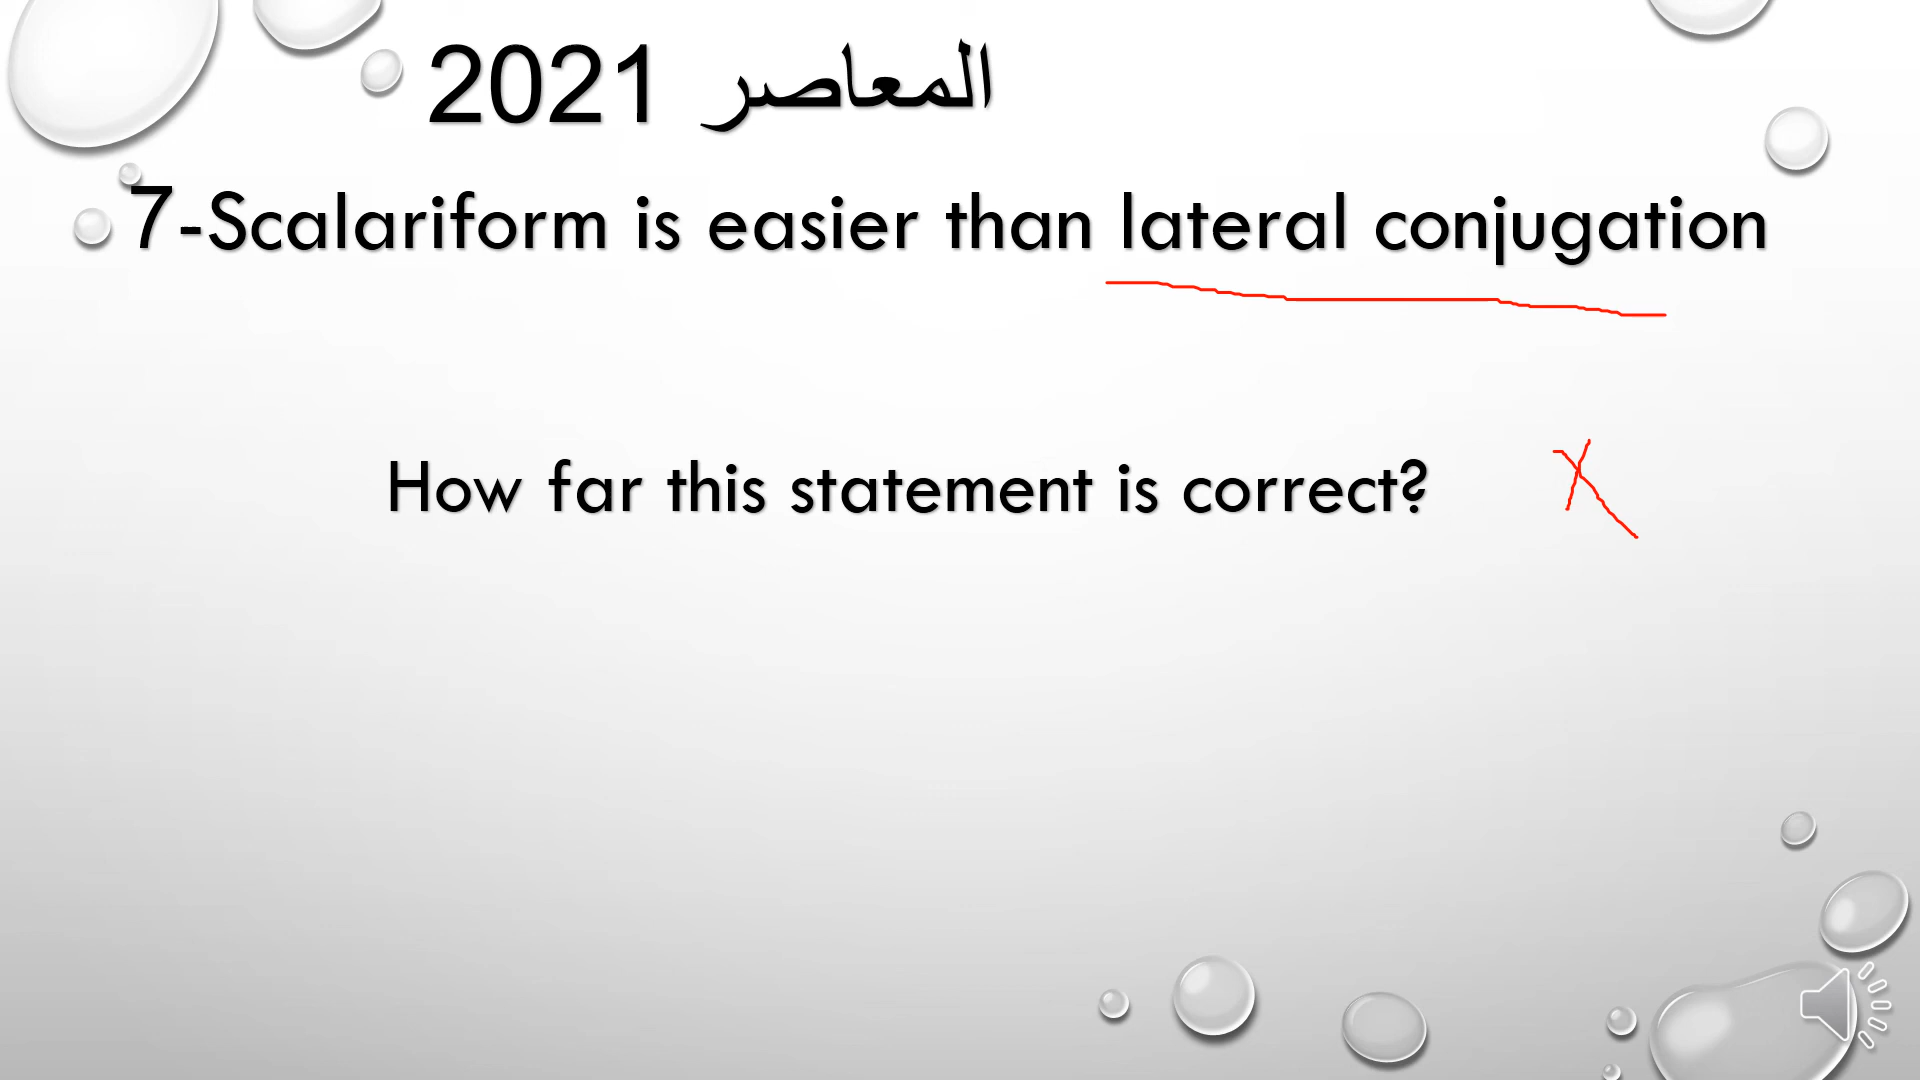 المعاصر 2021
7-Scalariform is easier than lateral conjugation
How far this statement is correct?
X